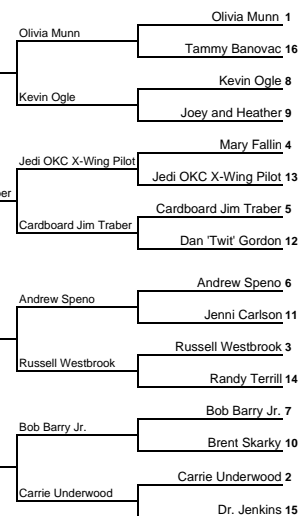 Olivia Munn 1
Olivia Munn
Tammy Banovac 16
Kevin Ogle 8
Kevin Ogle
Joey and Heather 9
Mary Fallin 4
Jedi OKC X-Wing Pilot
Jedi OKC X-Wing Pilot 13
Cardboard Jim Traber 5
Cardboard Jim Traber
Dan 'Twit' Gordon 12
Andrew Speno 6
Andrew Speno
Jenni Carlson 11
Russell Westbrook 3
Russell Westbrook
Randy Terrill 14
Bob Barry Jr. 7
Bob Barry Jr.
Brent Skarky 10
Carrie Underwood 2
Carrie Underwood
Dr. Jenkins 15